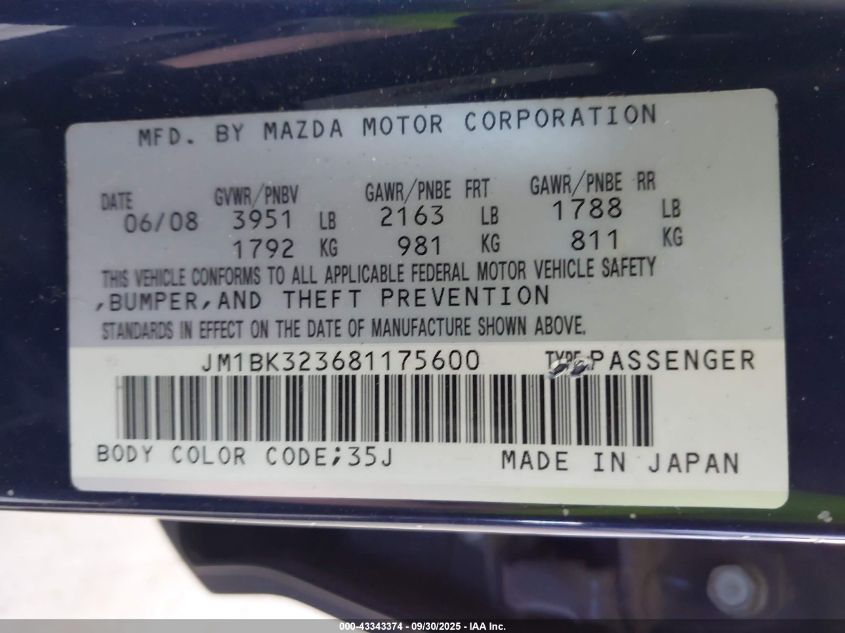 MFD. BY MAZDA MOTOR CORPORATION
DATE GVWR/PNBV GAWR/PNBE FRT GAWR/PNBE RR
06/08 3951 LB 2163 LB 1788 LB
1792 KG 981 KG 811 KG
THIS VEHICLE CONFORMS TO ALL APPLICABLE FEDERAL MOTOR VEHICLE SAFETY
,BUMPER,AND THEFT PREVENTION
STANDARDS IN EFFECT ON THE DATE OF MANUFACTURE SHOWN ABOVE.
JM1BK323681175600 TYPE:PASSENGER
BODY COLOR CODE;35J MADE IN JAPAN
000-43343374 - 09/30/2025 - IAA Inc.